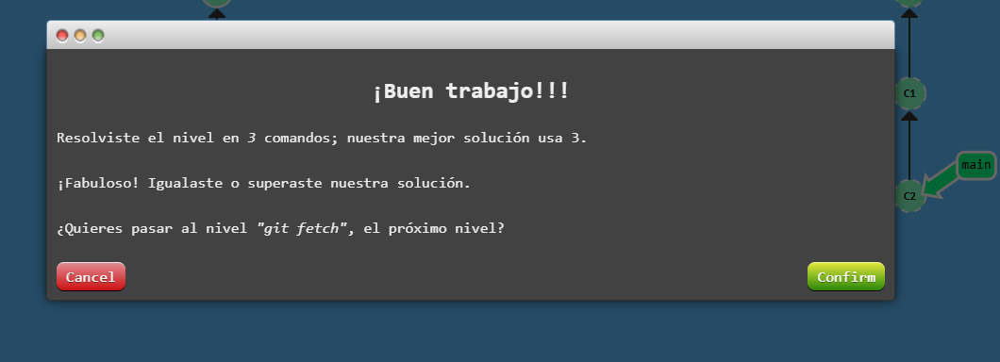 ¡Buen trabajo!!!
C1
Resolviste el nivel en 3 comandos; nuestra mejor solución usa 3.
main
¡Fabuloso! Igualaste o superaste nuestra solución.
C2
¿Quieres pasar al nivel "git fetch", el próximo nivel?
Cancel
Confirm